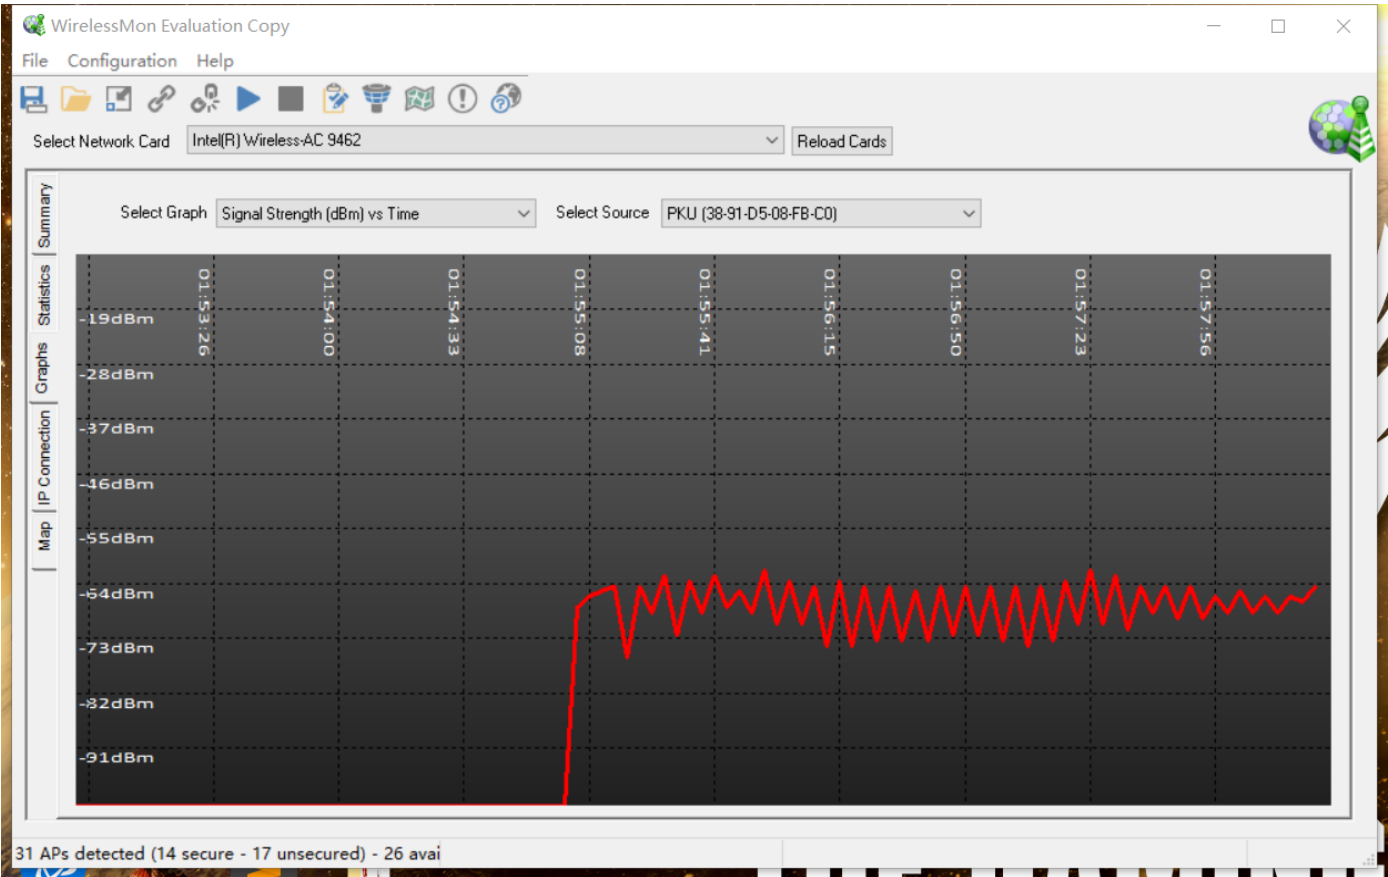 WirelessMon Evaluation Copy
File Configuration Help
Select Network Card Intel(R) Wireless-AC 9462 Reload Cards
Select Graph Signal Strength (dBm) vs Time Select Source PKU (38-91-D5-08-FB-C0)
Summary
Statistics
Graphs
IP Connection
Map
01:53:26
01:54:00
01:54:33
01:55:08
01:55:41
01:56:15
01:56:50
01:57:23
01:57:56
-19dBm
-28dBm
-37dBm
-46dBm
-55dBm
-64dBm
-73dBm
-82dBm
-91dBm
31 APs detected (14 secure - 17 unsecured) - 26 avai